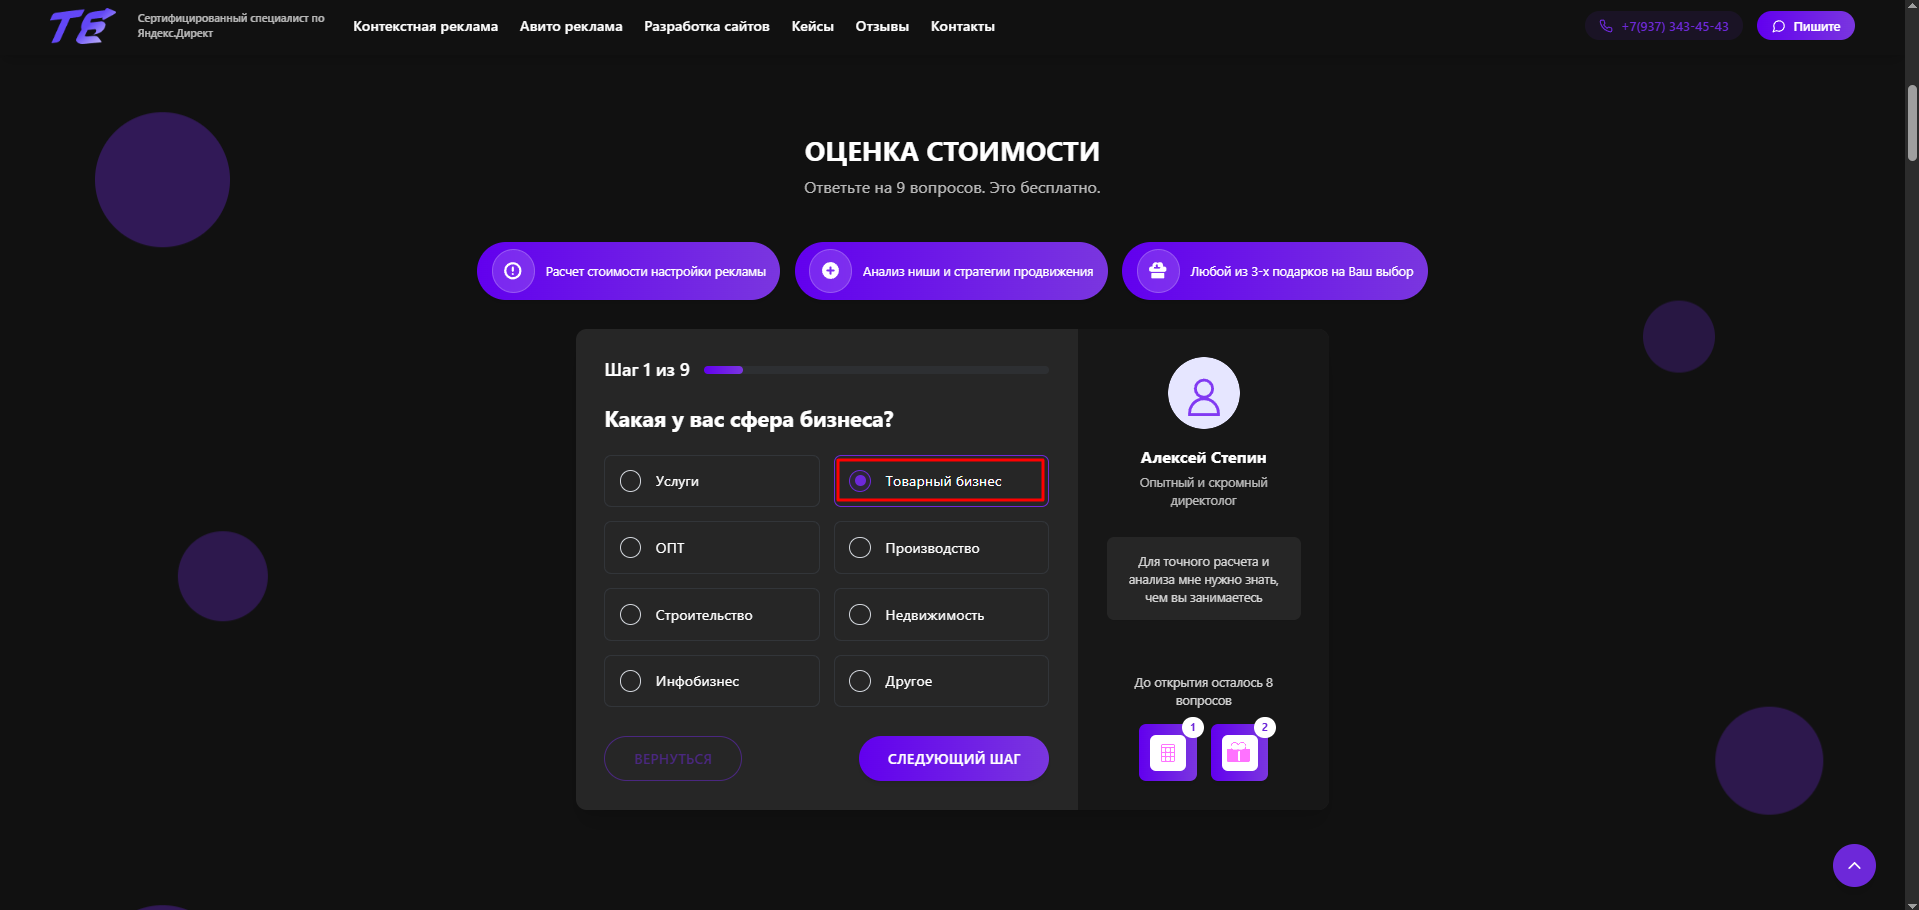 ТЕ
Сертифицированный специалист по
Яндекс.Директ
Контекстная реклама
Авито реклама
Разработка сайтов
Кейсы
Отзывы
Контакты
+7(937) 343-45-43
Пишите
ОЦЕНКА СТОИМОСТИ
Ответьте на 9 вопросов. Это бесплатно.
Расчет стоимости настройки рекламы
Анализ ниши и стратегии продвижения
Любой из 3-х подарков на Ваш выбор
Шаг 1 из 9
Какая у вас сфера бизнеса?
Услуги
Товарный бизнес
ОПТ
Производство
Строительство
Недвижимость
Инфобизнес
Другое
ВЕРНУТЬСЯ
СЛЕДУЮЩИЙ ШАГ
Алексей Степин
Опытный и скромный
директолог
Для точного расчета и
анализа мне нужно знать,
чем вы занимаетесь
До открытия осталось 8
вопросов
1
2